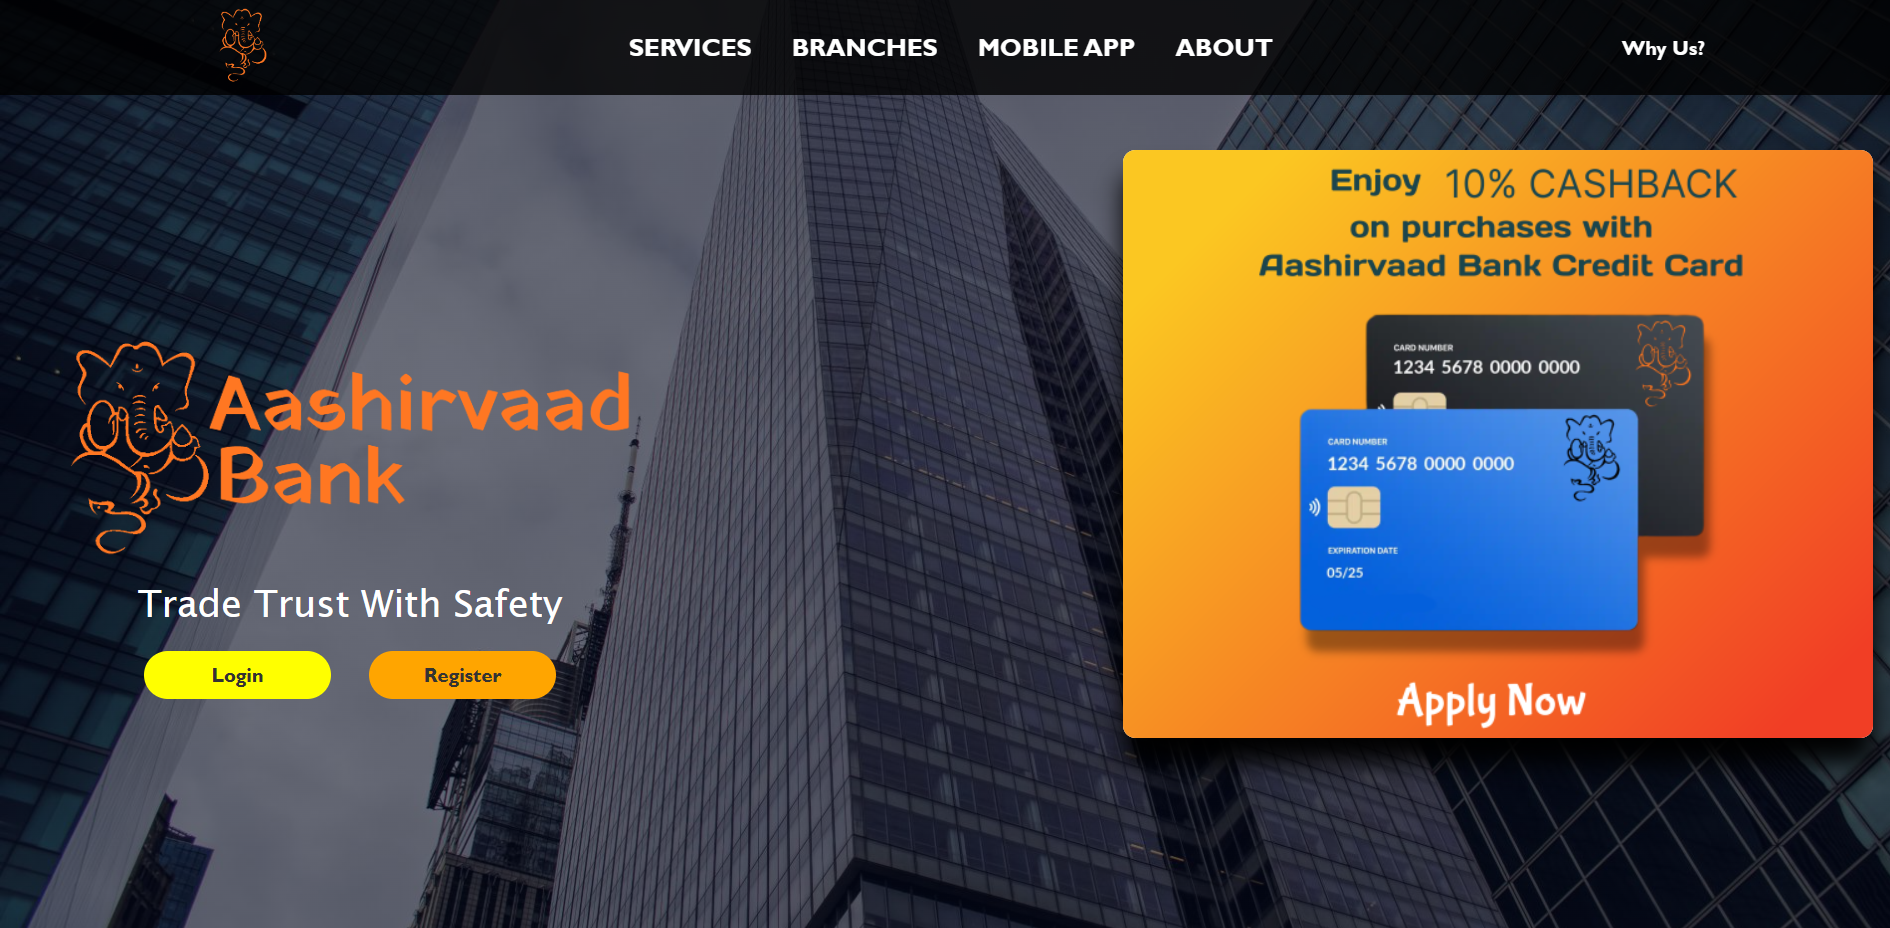 SERVICES BRANCHES MOBILE APP ABOUT Why Us?
Aashirvaad
Bank
Trade Trust With Safety
Login Register
Enjoy 10% CASHBACK
on purchases with
Aashirvaad Bank Credit Card
CARD NUMBER
1234 5678 0000 0000
CARD NUMBER
1234 5678 0000 0000
EXPIRATION DATE
05/25
Apply Now